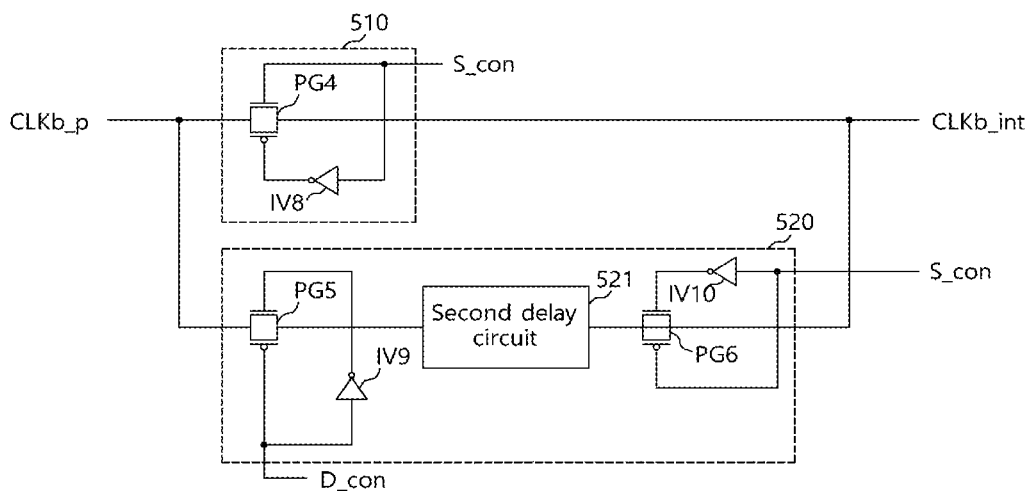 510
S_con
PG4
CLKb_p
CLKb_int
IV8
520
S_con
IV10
PG5
521
Second delay
circuit
PG6
IV9
D_con